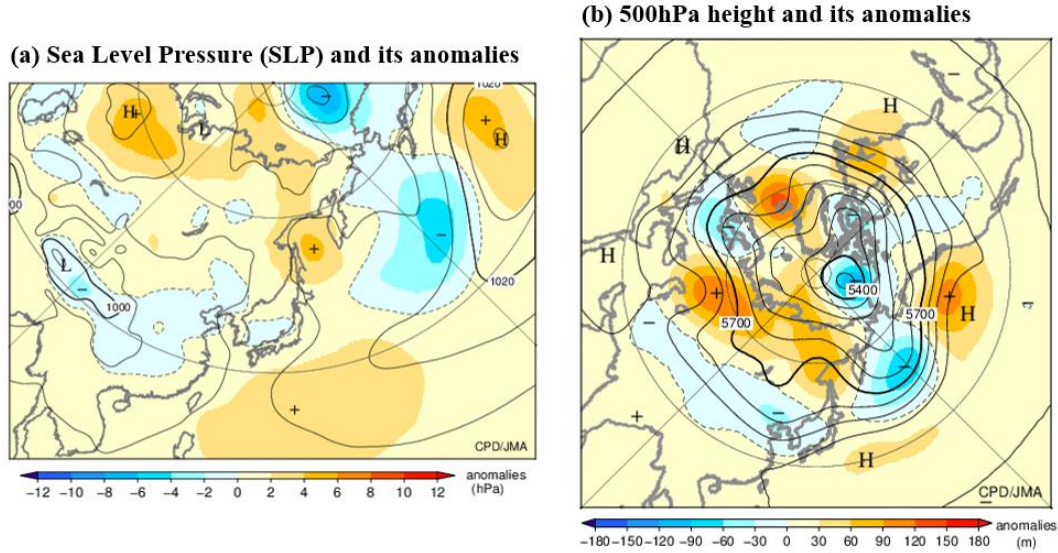 (a) Sea Level Pressure (SLP) and its anomalies
H
L
1020
H
L
1000
1020
CPD/JMA
−12 −10 −8 −6 −4 −2 0 2 4 6 8 10 12
anomalies
(hPa)
(b) 500hPa height and its anomalies
H
H
H
5400
5700
5700
H
H
CPD/JMA
−180 −150 −120 −90 −60 −30 0 30 60 90 120 150 180
anomalies
(m)